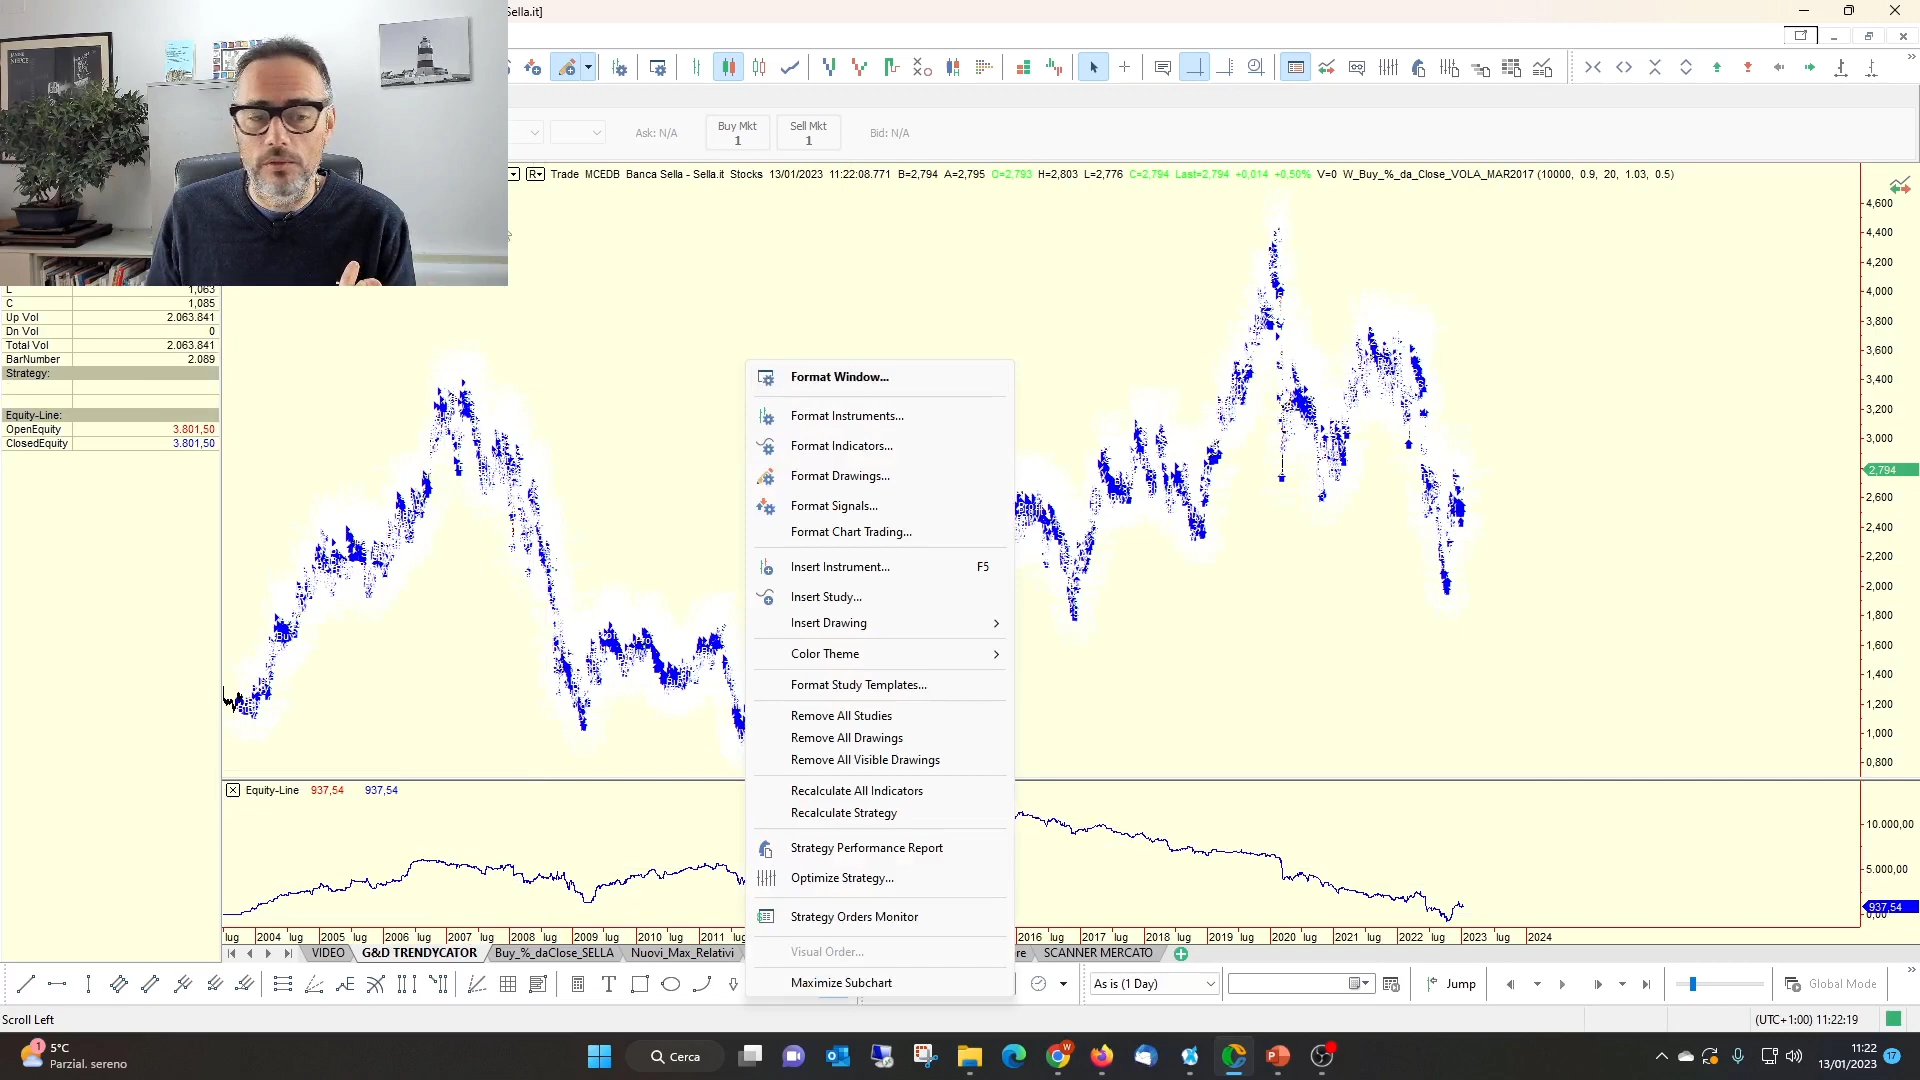 Sella.it]
Buy Mkt
1
Sell Mkt
1
Ask: N/A
Bid: N/A
Trade MCEDB Banca Sella - Sella.it Stocks 13/01/2023 11:22:08.771 B=2,794 A=2,795 O=2,793 H=2,803 L=2,776 C=2,794 Last=2,794 +0,014 +0,50% V=0 W_Buy_%_da_Close_VOLA_MAR2017 (10000, 0.9, 20, 1.03, 0.5)
L 1,063
C 1,085
Up Vol 2.063.841
Dn Vol 0
Total Vol 2.063.841
BarNumber 2.089
Strategy:
Equity-Line:
OpenEquity 3.801,50
ClosedEquity 3.801,50
4,600
4,400
4,200
4,000
3,800
3,600
3,400
3,200
3,000
2,794
2,600
2,400
2,200
2,000
1,800
1,600
1,400
1,200
1,000
0,800
Format Window...
Format Instruments...
Format Indicators...
Format Drawings...
Format Signals...
Format Chart Trading...
Insert Instrument... F5
Insert Study...
Insert Drawing
Color Theme
Format Study Templates...
Remove All Studies
Remove All Drawings
Remove All Visible Drawings
Recalculate All Indicators
Recalculate Strategy
Strategy Performance Report
Optimize Strategy...
Strategy Orders Monitor
Visual Order...
Maximize Subchart
Equity-Line 937,54 937,54
10.000,00
5.000,00
937,54
0,00
lug 2004 lug 2005 lug 2006 lug 2007 lug 2008 lug 2009 lug 2010 lug 2011 lug 2016 lug 2017 lug 2018 lug 2019 lug 2020 lug 2021 lug 2022 lug 2023 lug 2024
VIDEO G&D TRENDYCATOR Buy_%_daClose_SELLA Nuovi_Max_Relativi re SCANNER MERCATO
As is (1 Day) Jump Global Mode
Scroll Left (UTC+1:00) 11:22:19
1
5°C
Parzial. sereno
Cerca
11:22
13/01/2023
17